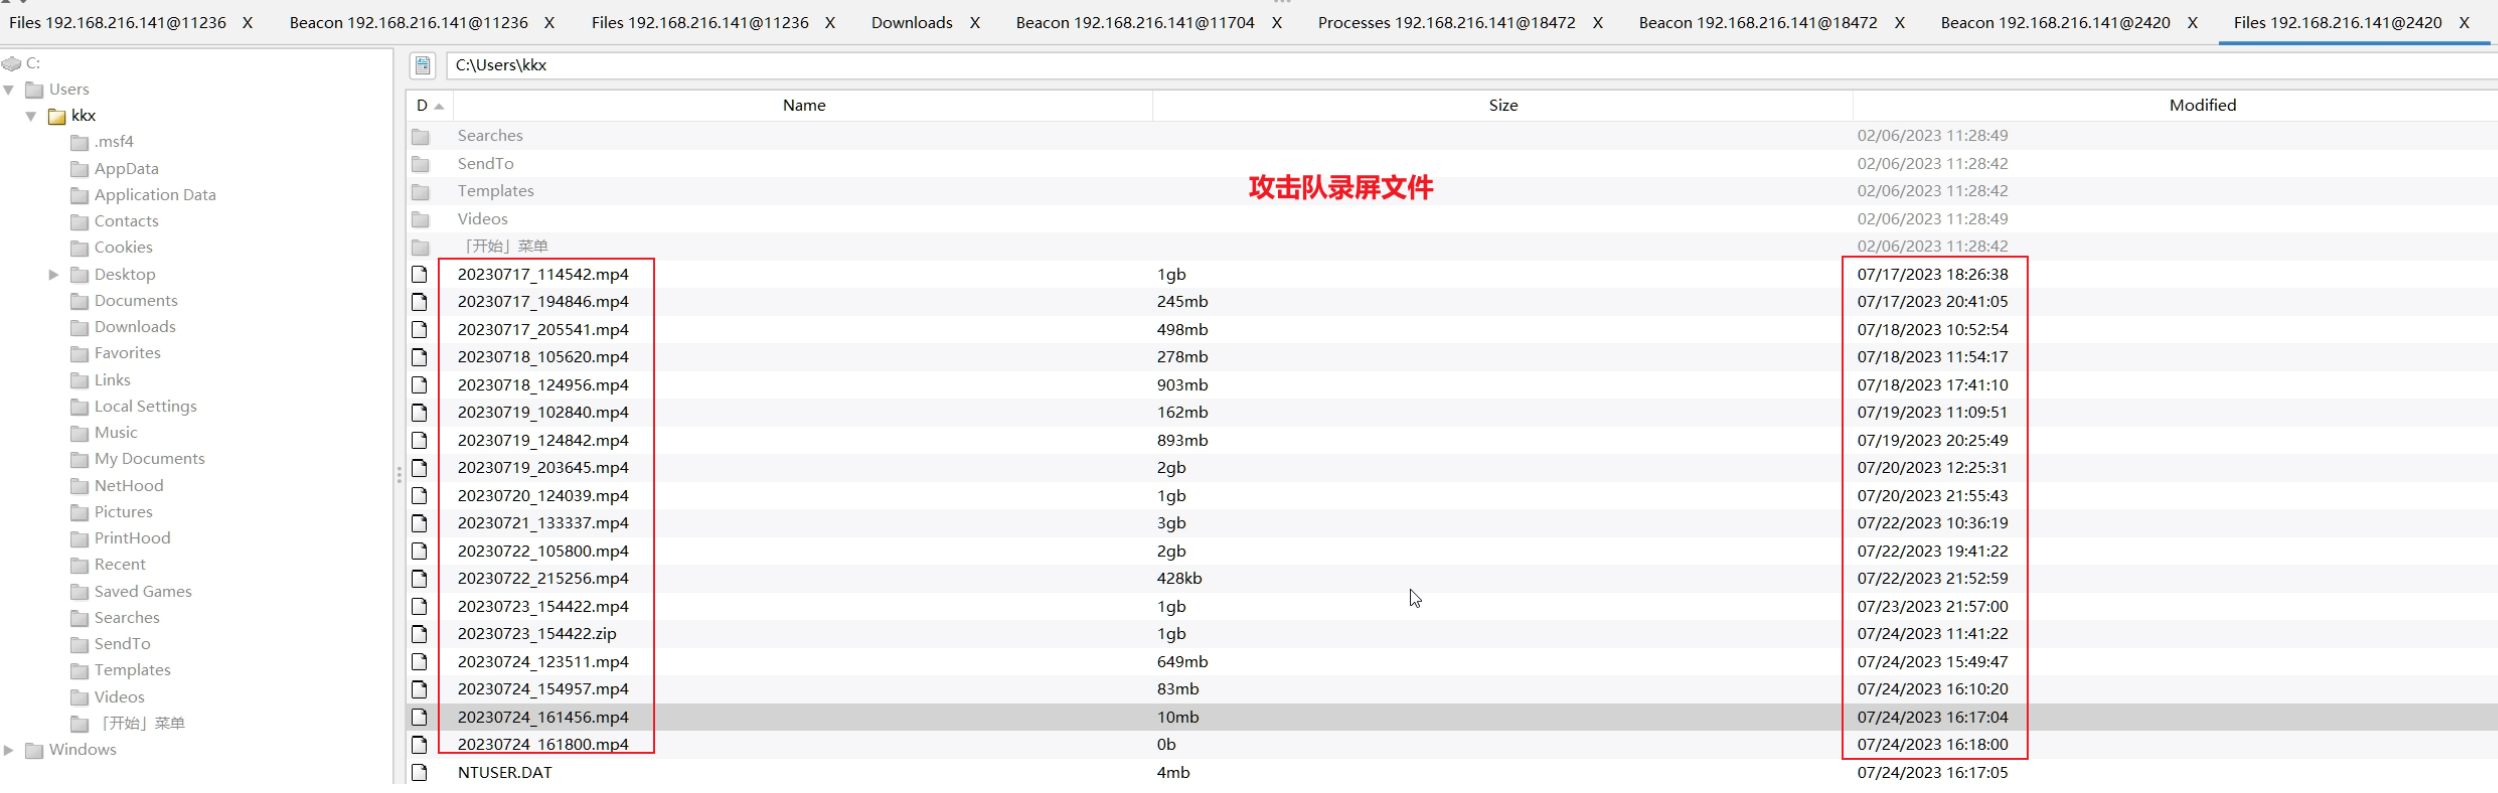 Files 192.168.216.141@11236 X Beacon 192.168.216.141@11236 X Files 192.168.216.141@11236 X Downloads X Beacon 192.168.216.141@11704 X Processes 192.168.216.141@18472 X Beacon 192.168.216.141@18472 X Beacon 192.168.216.141@2420 X Files 192.168.216.141@2420 X
C:
Users
kkx
.msf4
AppData
Application Data
Contacts
Cookies
Desktop
Documents
Downloads
Favorites
Links
Local Settings
Music
My Documents
NetHood
Pictures
PrintHood
Recent
Saved Games
Searches
SendTo
Templates
Videos
「开始」菜单
Windows
C:\Users\kkx
D Name Size Modified
Searches 02/06/2023 11:28:49
SendTo 02/06/2023 11:28:42
Templates 02/06/2023 11:28:42
攻击队录屏文件
Videos 02/06/2023 11:28:49
「开始」菜单 02/06/2023 11:28:42
20230717_114542.mp4 1gb 07/17/2023 18:26:38
20230717_194846.mp4 245mb 07/17/2023 20:41:05
20230717_205541.mp4 498mb 07/18/2023 10:52:54
20230718_105620.mp4 278mb 07/18/2023 11:54:17
20230718_124956.mp4 903mb 07/18/2023 17:41:10
20230719_102840.mp4 162mb 07/19/2023 11:09:51
20230719_124842.mp4 893mb 07/19/2023 20:25:49
20230719_203645.mp4 2gb 07/20/2023 12:25:31
20230720_124039.mp4 1gb 07/20/2023 21:55:43
20230721_133337.mp4 3gb 07/22/2023 10:36:19
20230722_105800.mp4 2gb 07/22/2023 19:41:22
20230722_215256.mp4 428kb 07/22/2023 21:52:59
20230723_154422.mp4 1gb 07/23/2023 21:57:00
20230723_154422.zip 1gb 07/24/2023 11:41:22
20230724_123511.mp4 649mb 07/24/2023 15:49:47
20230724_154957.mp4 83mb 07/24/2023 16:10:20
20230724_161456.mp4 10mb 07/24/2023 16:17:04
20230724_161800.mp4 0b 07/24/2023 16:18:00
NTUSER.DAT 4mb 07/24/2023 16:17:05